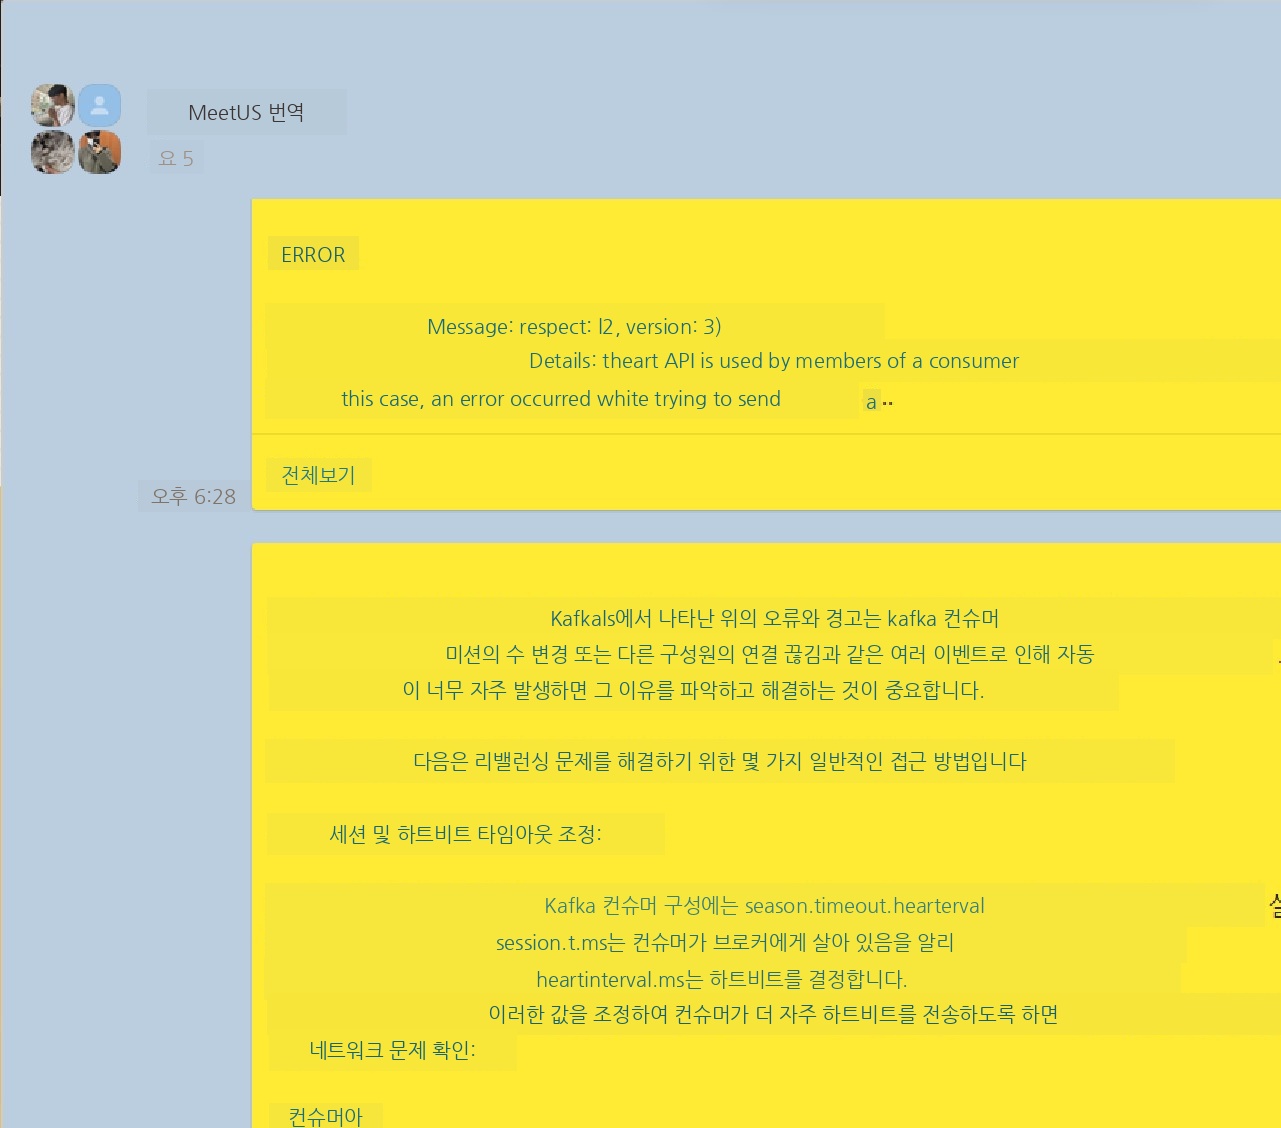 MeetUS 번역
요 5
ERROR
Message: respect: l2, version: 3)
Details: theart API is used by members of a consumer
this case, an error occurred white trying to send a..
전체보기
오후 6:28
Kafkals에서 나타난 위의 오류와 경고는 kafka 컨슈머
미션의 수 변경 또는 다른 구성원의 연결 끊김과 같은 여러 이벤트로 인해 자동
이 너무 자주 발생하면 그 이유를 파악하고 해결하는 것이 중요합니다.
다음은 리밸런싱 문제를 해결하기 위한 몇 가지 일반적인 접근 방법입니다
세션 및 하트비트 타임아웃 조정:
Kafka 컨슈머 구성에는 season.timeout.hearterval
session.t.ms는 컨슈머가 브로커에게 살아 있음을 알리
heartinterval.ms는 하트비트를 결정합니다.
이러한 값을 조정하여 컨슈머가 더 자주 하트비트를 전송하도록 하면
네트워크 문제 확인:
컨슈머아